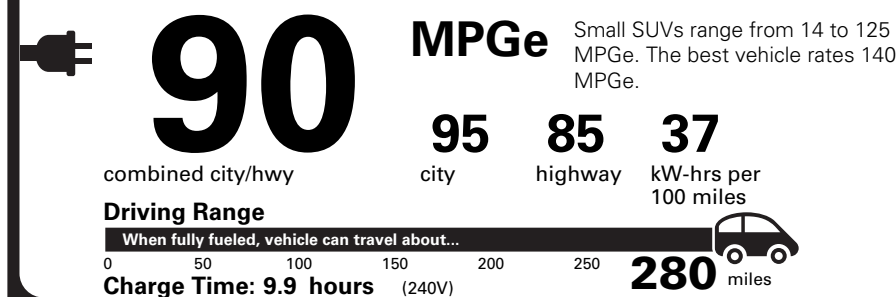 90
MPGe
Small SUVs range from 14 to 125
MPGe. The best vehicle rates 140
MPGe.
combined city/hwy
95
city
85
highway
37
kW-hrs per
100 miles
Driving Range
When fully fueled, vehicle can travel about...
0 50 100 150 200 250 280 miles
Charge Time: 9.9 hours (240V)